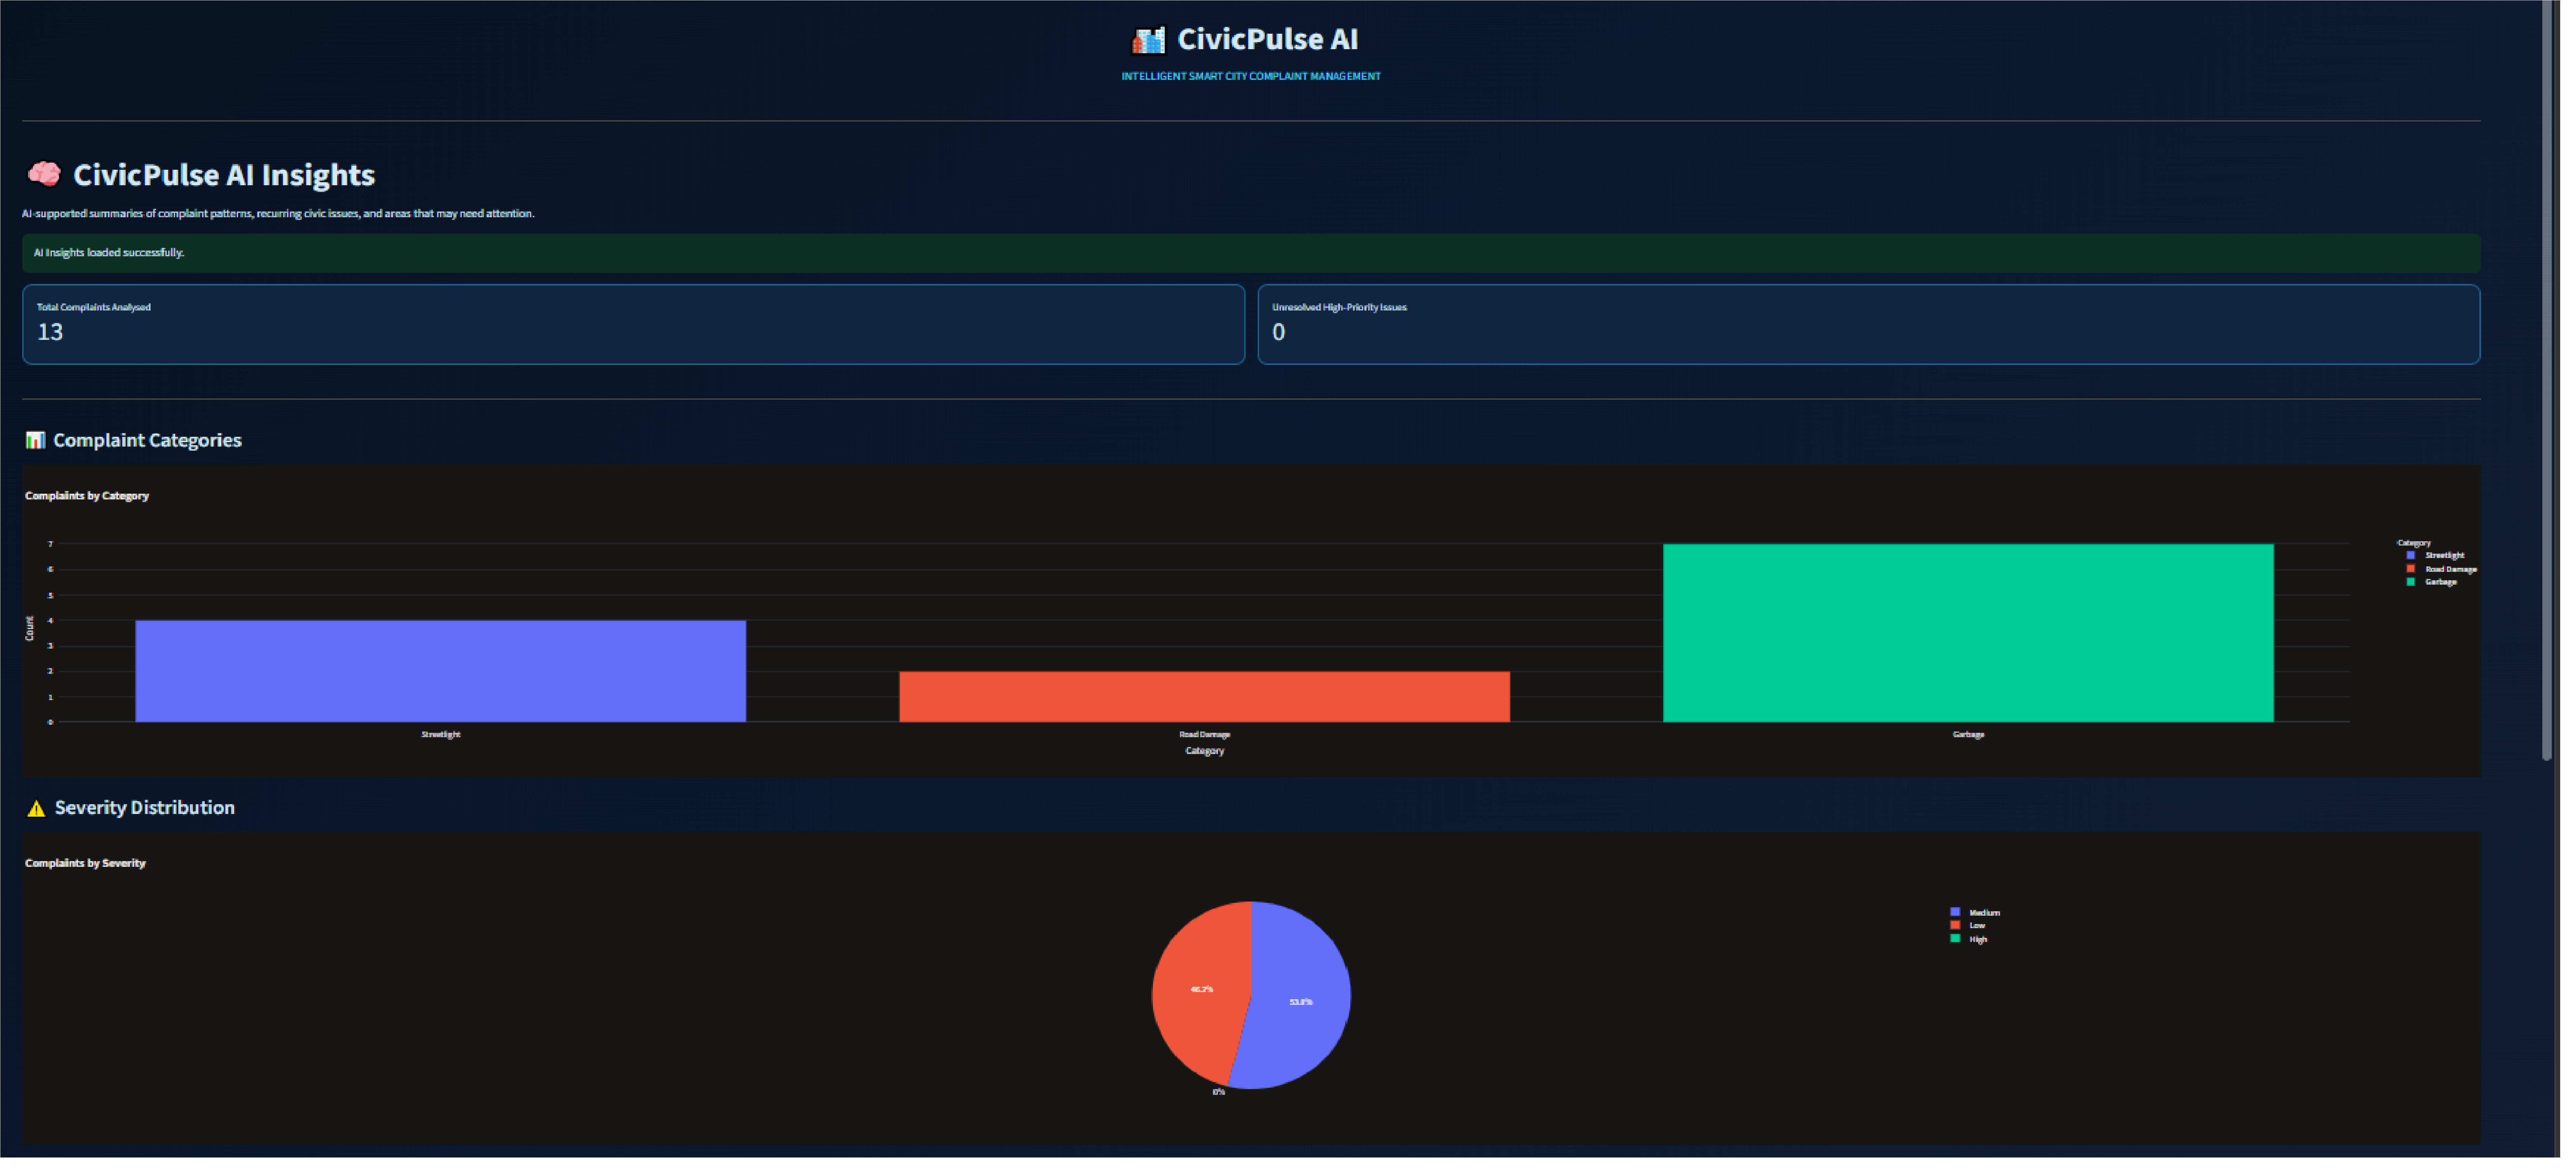 CivicPulse AI
INTELLIGENT SMART CITY COMPLAINT MANAGEMENT
CivicPulse AI Insights
AI-supported summaries of complaint patterns, recurring civic issues, and areas that may need attention.
AI Insights loaded successfully.
Total Complaints Analysed
13
Unresolved High-Priority Issues
0
Complaint Categories
Complaints by Category
7
6
5
4
3
2
1
0
Count
Streetlight
Road Damage
Garbage
Category
Category
Streetlight
Road Damage
Garbage
Severity Distribution
Complaints by Severity
46.2%
53.8%
0%
Medium
Low
High